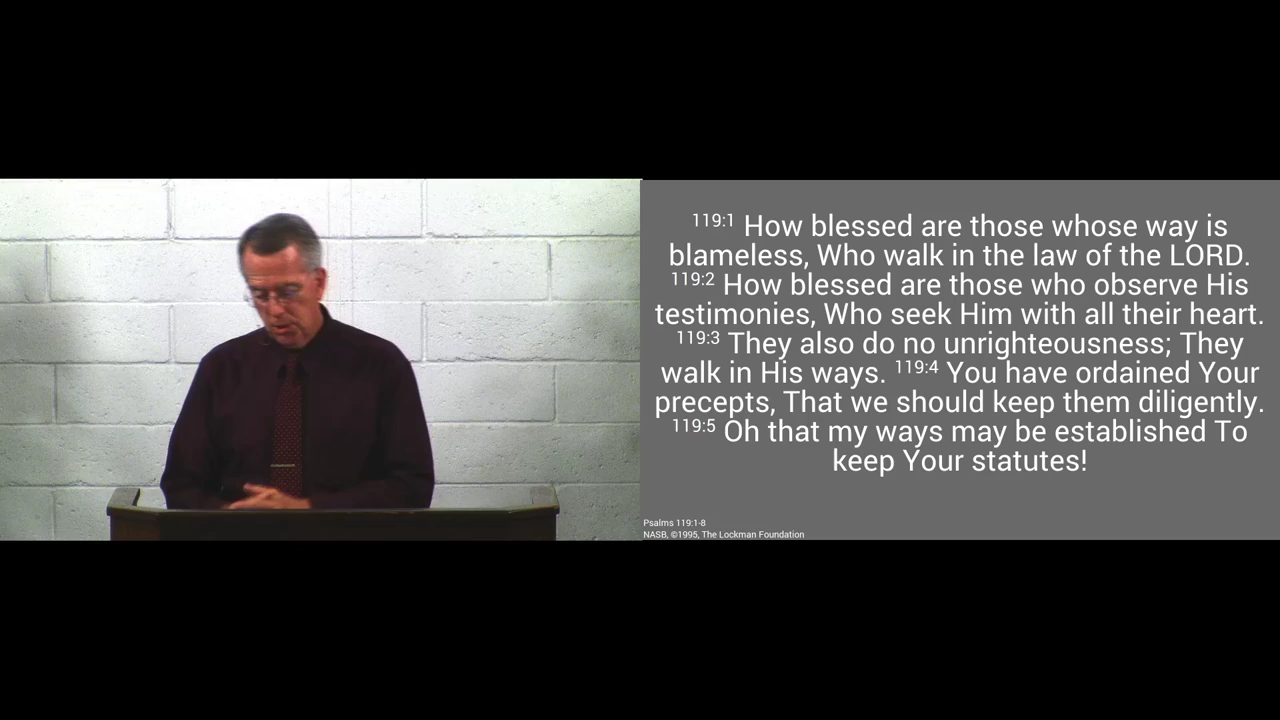 119:1 How blessed are those whose way is
blameless, Who walk in the law of the LORD.
119:2 How blessed are those who observe His
testimonies, Who seek Him with all their heart.
119:3 They also do no unrighteousness; They
walk in His ways. 119:4 You have ordained Your
precepts, That we should keep them diligently.
119:5 Oh that my ways may be established To
keep Your statutes!
Psalms 119:1-8
NASB, ©1995, The Lockman Foundation